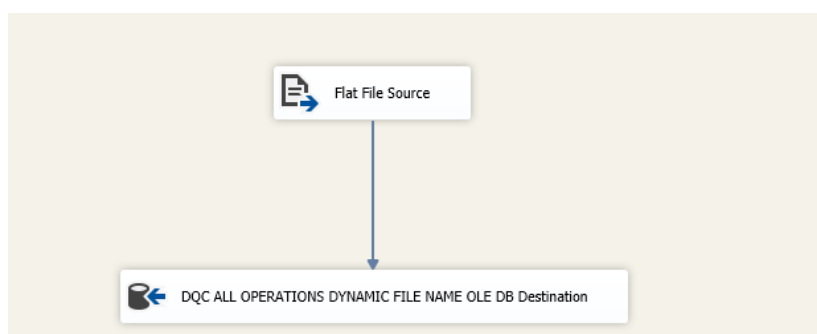 Flat File Source
DQC ALL OPERATIONS DYNAMIC FILE NAME OLE DB Destination